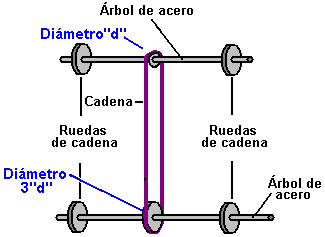 Árbol de acero
Diámetro"d"
Cadena
Ruedas
de cadena
Ruedas
de cadena
Diámetro
3"d"
Árbol de
acero